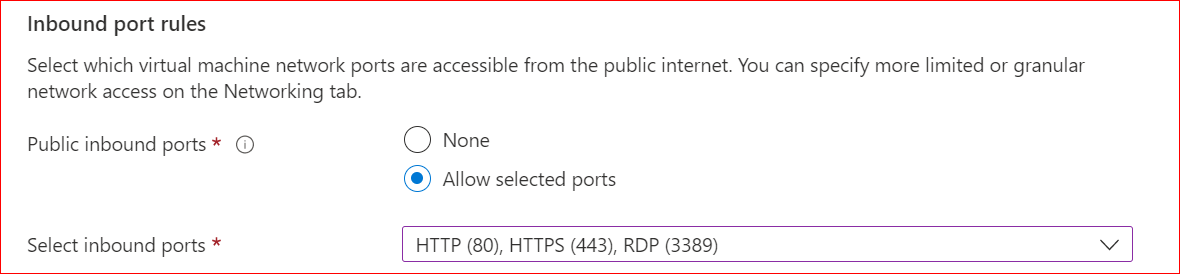 Inbound port rules
Select which virtual machine network ports are accessible from the public internet. You can specify more limited or granular
network access on the Networking tab.
Public inbound ports * ⓘ
None
Allow selected ports
Select inbound ports *
HTTP (80), HTTPS (443), RDP (3389)